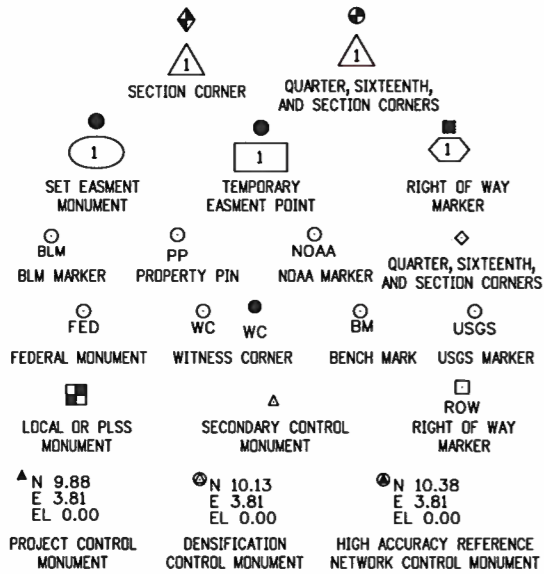 1
1
SECTION CORNER
QUARTER, SIXTEENTH,
AND SECTION CORNERS
1
1
1
SET EASMENT
MONUMENT
TEMPORARY
EASMENT POINT
RIGHT OF WAY
MARKER
BLM
PP
NOAA
BLM MARKER
PROPERTY PIN
NOAA MARKER
QUARTER, SIXTEENTH,
AND SECTION CORNERS
FED
WC
WC
BM
USGS
FEDERAL MONUMENT
WITNESS CORNER
BENCH MARK
USGS MARKER
ROW
LOCAL OR PLSS
MONUMENT
SECONDARY CONTROL
MONUMENT
RIGHT OF WAY
MARKER
N 9.88
E 3.81
EL 0.00
N 10.13
E 3.81
EL 0.00
N 10.38
E 3.81
EL 0.00
PROJECT CONTROL
MONUMENT
DENSIFICATION
CONTROL MONUMENT
HIGH ACCURACY REFERENCE
NETWORK CONTROL MONUMENT